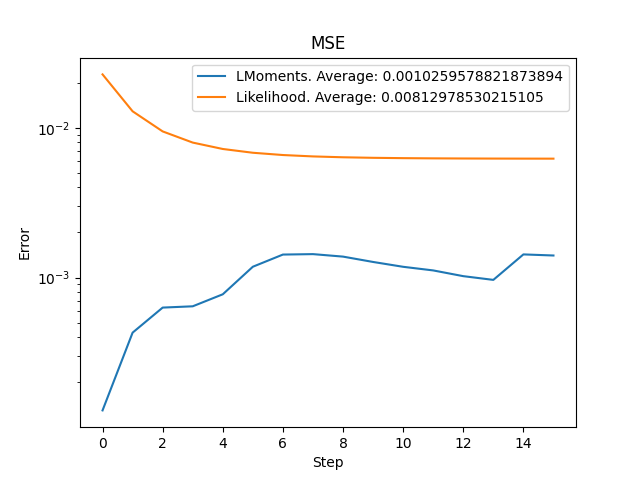 MSE
LMoments. Average: 0.0010259578821873894
Likelihood. Average: 0.00812978530215105
10⁻²
10⁻³
Error
0 2 4 6 8 10 12 14
Step